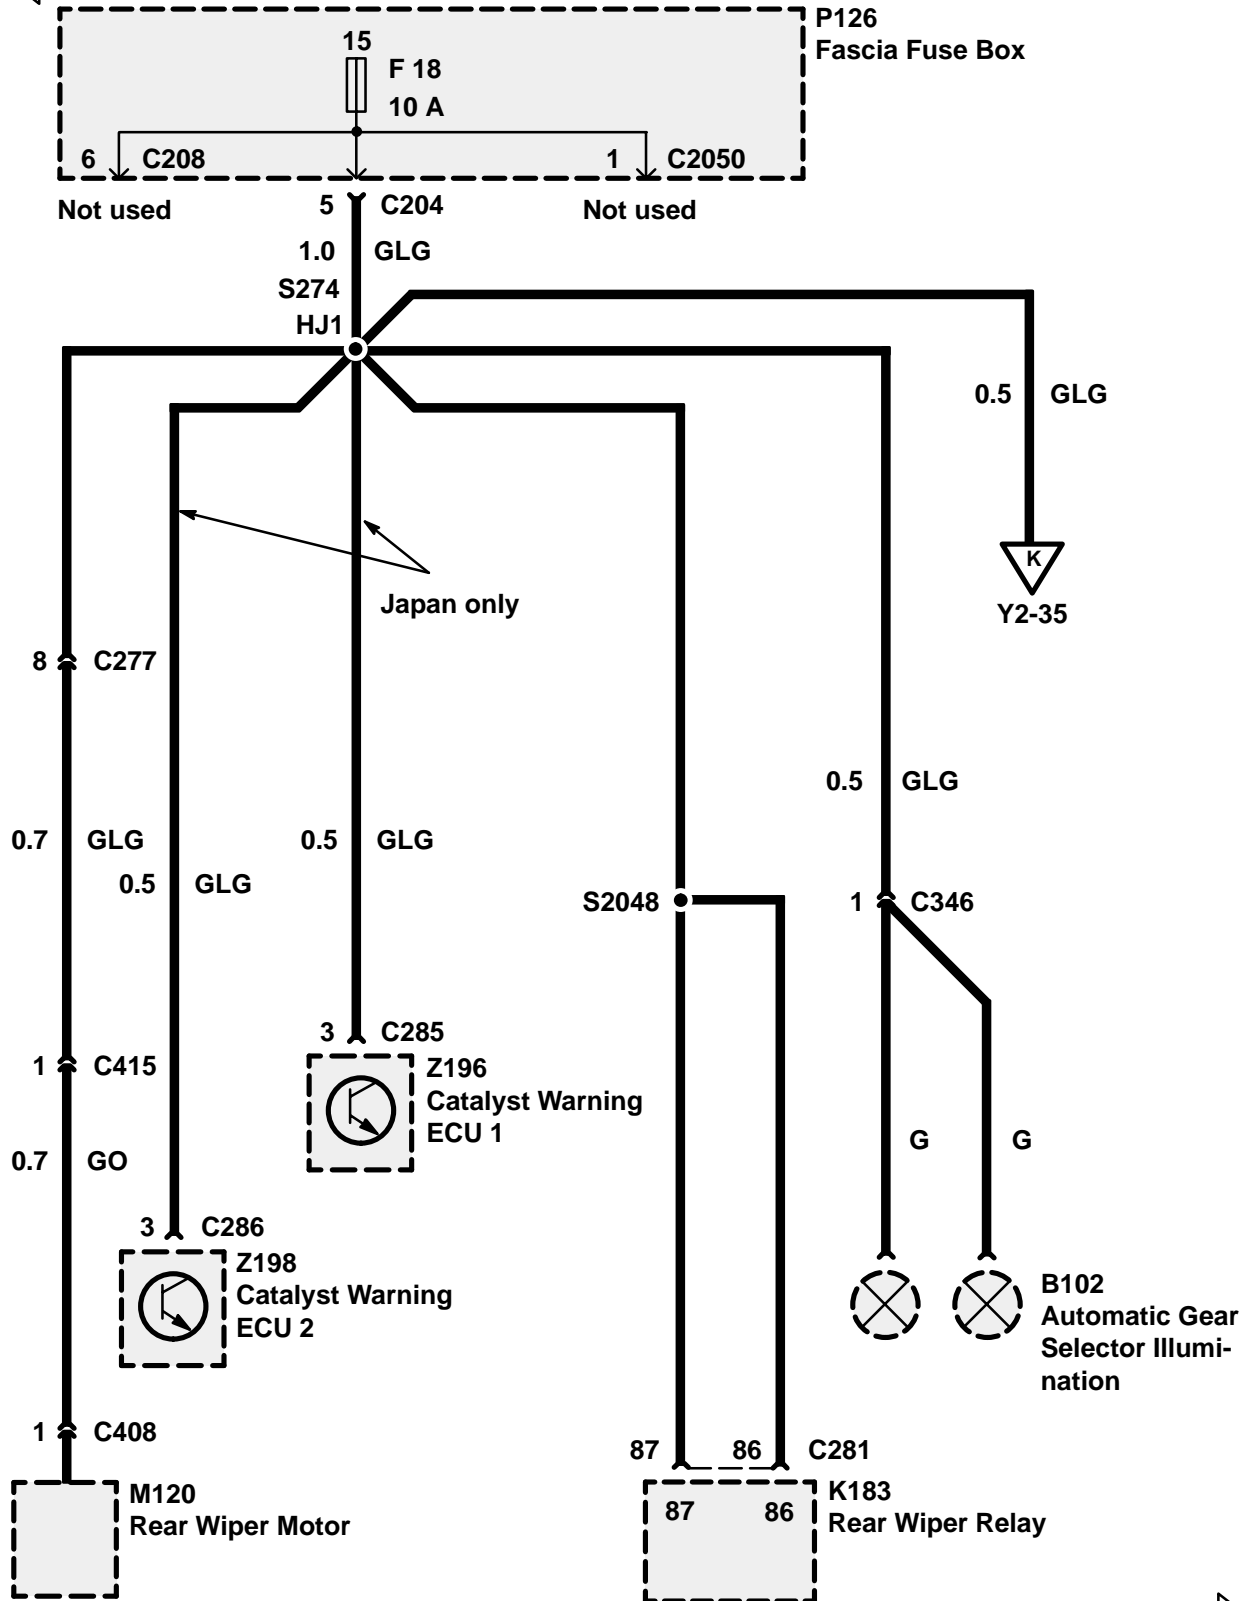 P126
Fascia Fuse Box
15
F 18
10 A
6
C208
1
C2050
Not used
5
C204
Not used
1.0
GLG
S274
HJ1
0.5
GLG
K
Y2-35
Japan only
8
C277
0.5
GLG
0.7
GLG
0.5
GLG
0.5
GLG
S2048
1
C346
3
C285
1
C415
Z196
Catalyst Warning
ECU 1
0.7
GO
G
G
3
C286
Z198
Catalyst Warning
ECU 2
B102
Automatic Gear
Selector Illumi-
nation
1
C408
87
86
C281
M120
Rear Wiper Motor
87
86
K183
Rear Wiper Relay